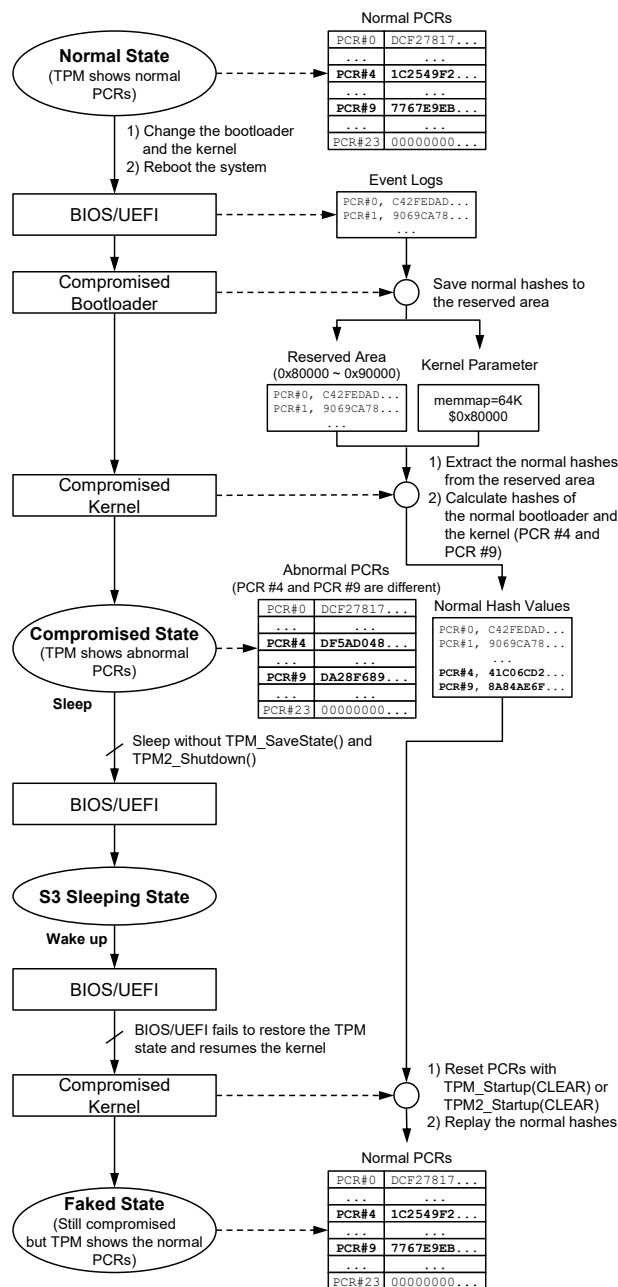 Normal PCRs
PCR#0 DCF27817...
... ...
PCR#4 1C2549F2...
... ...
PCR#9 7767E9EB...
... ...
PCR#23 00000000...
Normal State
(TPM shows normal
PCRs)
1) Change the bootloader
and the kernel
2) Reboot the system
BIOS/UEFI
Event Logs
PCR#0, C42FEDAD...
PCR#1, 9069CA78...
...
Compromised
Bootloader
Save normal hashes to
the reserved area
Reserved Area
(0x80000 ~ 0x90000)
PCR#0, C42FEDAD...
PCR#1, 9069CA78...
...
Kernel Parameter
memmap=64K
$0x80000
Compromised
Kernel
1) Extract the normal hashes
from the reserved area
2) Calculate hashes of
the normal bootloader and
the kernel (PCR #4 and
PCR #9)
Abnormal PCRs
(PCR #4 and PCR #9 are different)
PCR#0 DCF27817...
... ...
PCR#4 DF5AD048...
... ...
PCR#9 DA28F689...
... ...
PCR#23 00000000...
Compromised State
(TPM shows abnormal
PCRs)
Normal Hash Values
PCR#0, C42FEDAD...
PCR#1, 9069CA78...
...
PCR#4, 41C06CD2...
PCR#9, 8A84AE6F...
Sleep
Sleep without TPM_SaveState() and
TPM2_Shutdown()
BIOS/UEFI
S3 Sleeping State
Wake up
BIOS/UEFI
BIOS/UEFI fails to restore the TPM
state and resumes the kernel
Compromised
Kernel
1) Reset PCRs with
TPM_Startup(CLEAR) or
TPM2_Startup(CLEAR)
2) Replay the normal hashes
Normal PCRs
PCR#0 DCF27817...
... ...
PCR#4 1C2549F2...
... ...
PCR#9 7767E9EB...
... ...
PCR#23 00000000...
Faked State
(Still compromised
but TPM shows the normal
PCRs)